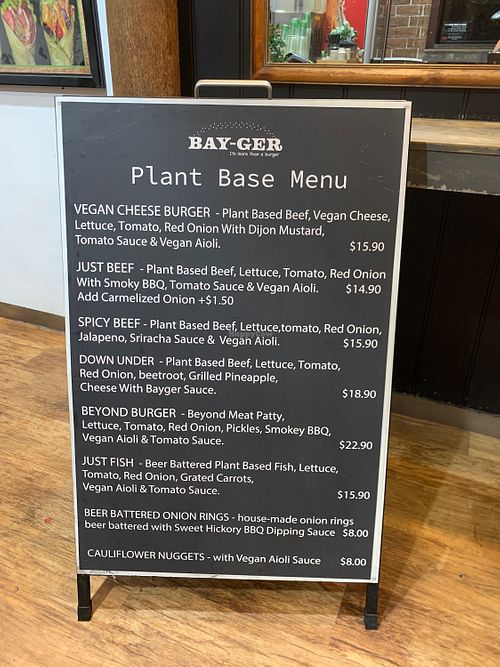 BAY-GER
Its more than a burger
Plant Base Menu
VEGAN CHEESE BURGER - Plant Based Beef, Vegan Cheese,
Lettuce, Tomato, Red Onion With Dijon Mustard,
Tomato Sauce & Vegan Aioli. $15.90
JUST BEEF - Plant Based Beef, Lettuce, Tomato, Red Onion
With Smoky BBQ, Tomato Sauce & Vegan Aioli. $14.90
Add Carmelized Onion +$1.50
SPICY BEEF - Plant Based Beef, Lettuce,tomato, Red Onion,
Jalapeno, Sriracha Sauce & Vegan Aioli. $15.90
DOWN UNDER - Plant Based Beef, Lettuce, Tomato,
Red Onion, beetroot, Grilled Pineapple,
Cheese With Bayger Sauce. $18.90
BEYOND BURGER - Beyond Meat Patty,
Lettuce, Tomato, Red Onion, Pickles, Smokey BBQ,
Vegan Aioli & Tomato Sauce. $22.90
JUST FISH - Beer Battered Plant Based Fish, Lettuce,
Tomato, Red Onion, Grated Carrots,
Vegan Aioli & Tomato Sauce. $15.90
BEER BATTERED ONION RINGS - house-made onion rings
beer battered with Sweet Hickory BBQ Dipping Sauce $8.00
CAULIFLOWER NUGGETS - with Vegan Aioli Sauce $8.00